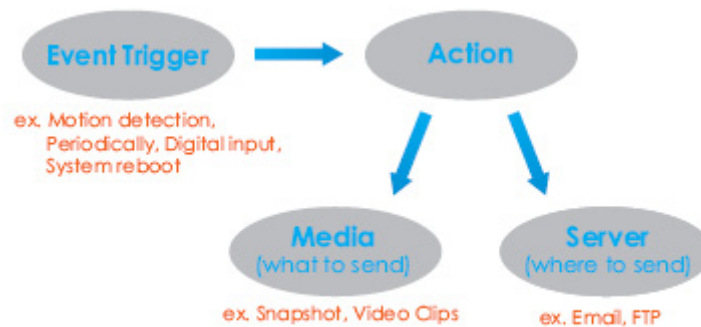 Event Trigger
Action
ex. Motion detection,
Periodically, Digital input,
System reboot
Media
(what to send)
Server
(where to send)
ex. Snapshot, Video Clips
ex. Email, FTP